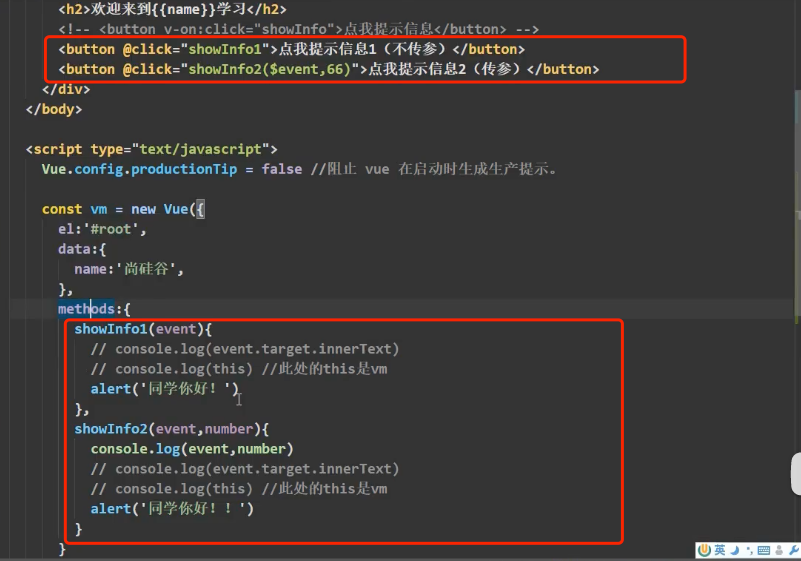 <h2>欢迎来到{{name}}学习</h2>
<!-- <button v-on:click="showInfo">点我提示信息</button> -->
<button @click="showInfo1">点我提示信息1（不传参）</button>
<button @click="showInfo2($event,66)">点我提示信息2（传参）</button>
</div>
</body>
<script type="text/javascript">
Vue.config.productionTip = false //阻止 vue 在启动时生成生产提示。
const vm = new Vue({
el:'#root',
data:{
name:'尚硅谷',
},
methods:{
showInfo1(event){
// console.log(event.target.innerText)
// console.log(this) //此处的this是vm
alert('同学你好！')
},
showInfo2(event,number){
console.log(event,number)
// console.log(event.target.innerText)
// console.log(this) //此处的this是vm
alert('同学你好！！')
}
}
英